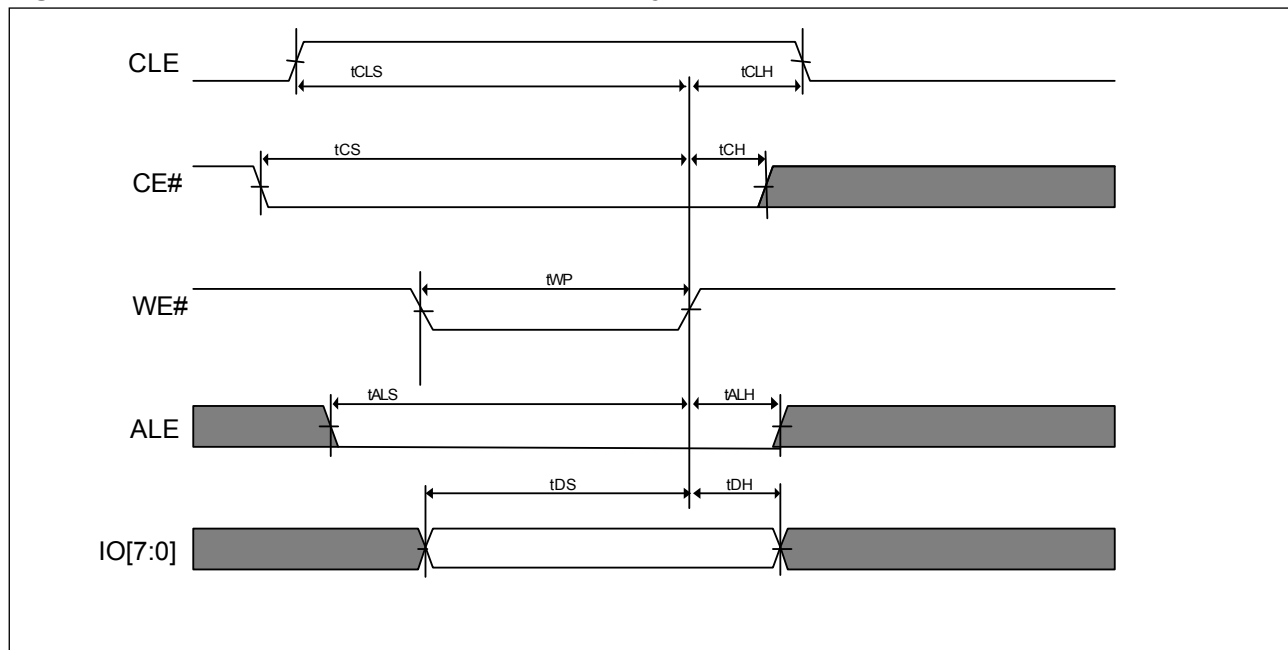 CLE
tCLS
tCLH
tCS
tCH
CE#
tWP
WE#
tALS
tALH
ALE
tDS
tDH
IO[7:0]